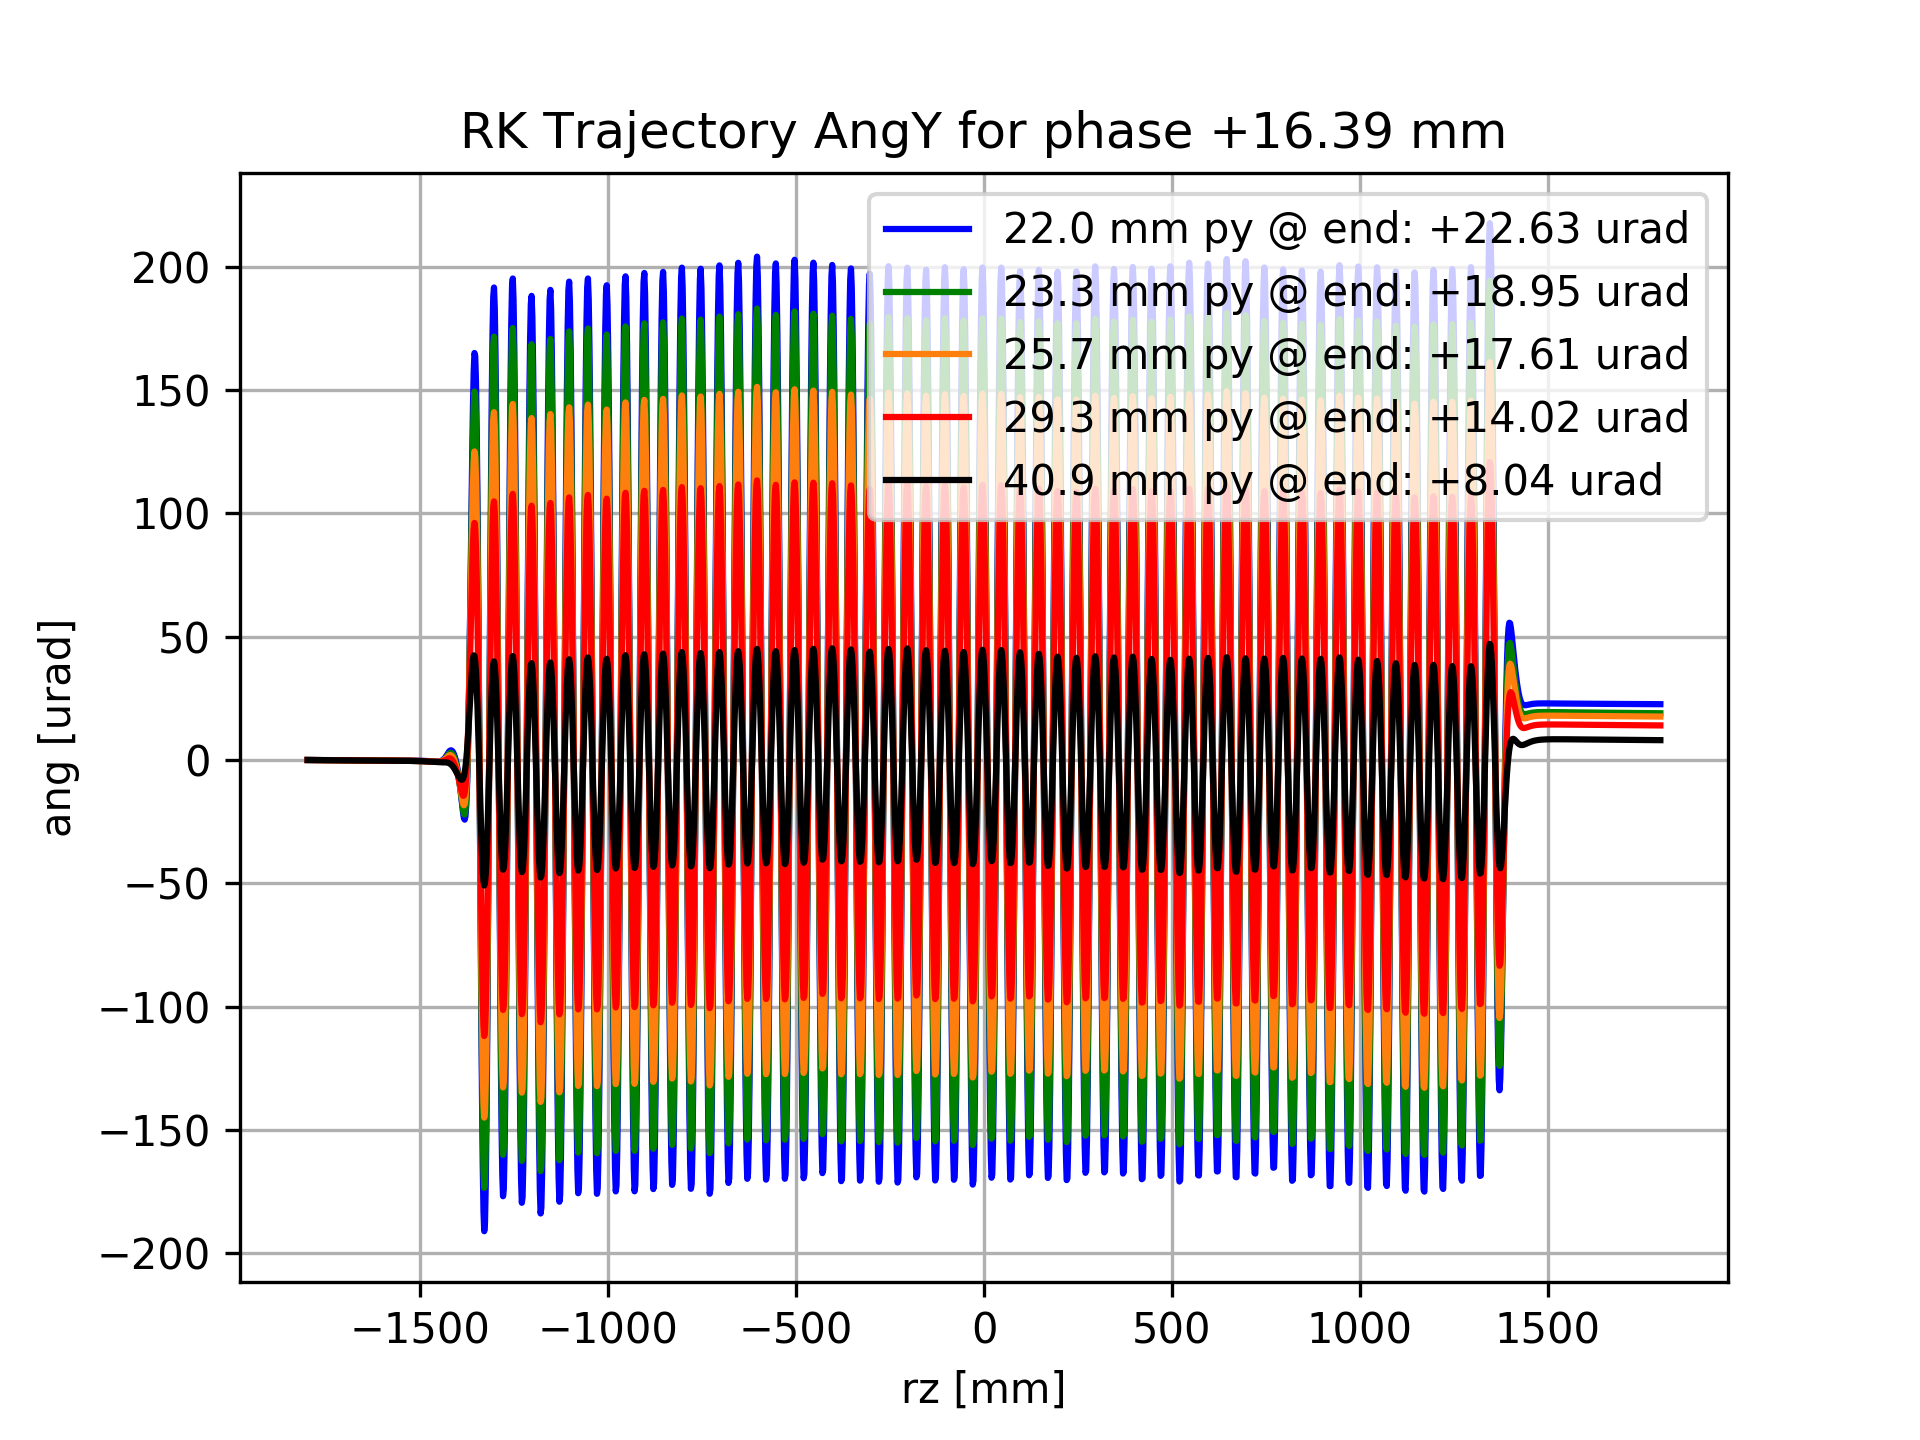 RK Trajectory AngY for phase +16.39 mm
22.0 mm py @ end: +22.63 urad
23.3 mm py @ end: +18.95 urad
25.7 mm py @ end: +17.61 urad
29.3 mm py @ end: +14.02 urad
40.9 mm py @ end: +8.04 urad
ang [urad]
200
150
100
50
0
−50
−100
−150
−200
−1500 −1000 −500 0 500 1000 1500
rz [mm]